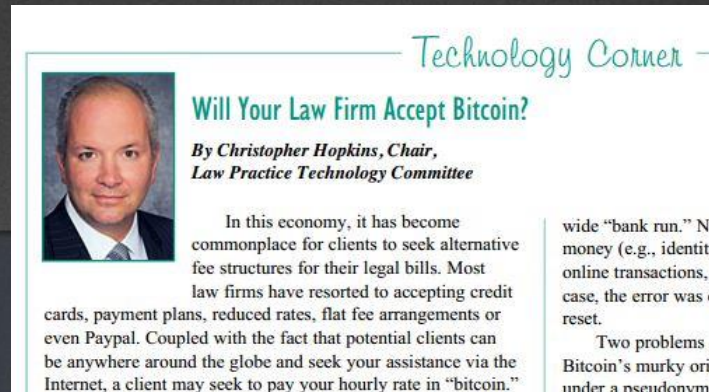 Technology Corner
Will Your Law Firm Accept Bitcoin?
By Christopher Hopkins, Chair,
Law Practice Technology Committee
In this economy, it has become
commonplace for clients to seek alternative
fee structures for their legal bills. Most
law firms have resorted to accepting credit
cards, payment plans, reduced rates, flat fee arrangements or
even Paypal. Coupled with the fact that potential clients can
be anywhere around the globe and seek your assistance via the
Internet, a client may seek to pay your hourly rate in “bitcoin.”
wide “bank run.”
money (e.g.,
online transactions,
case, the error was
reset.
Two problems
Bitcoin’s murky
under a pseudonym